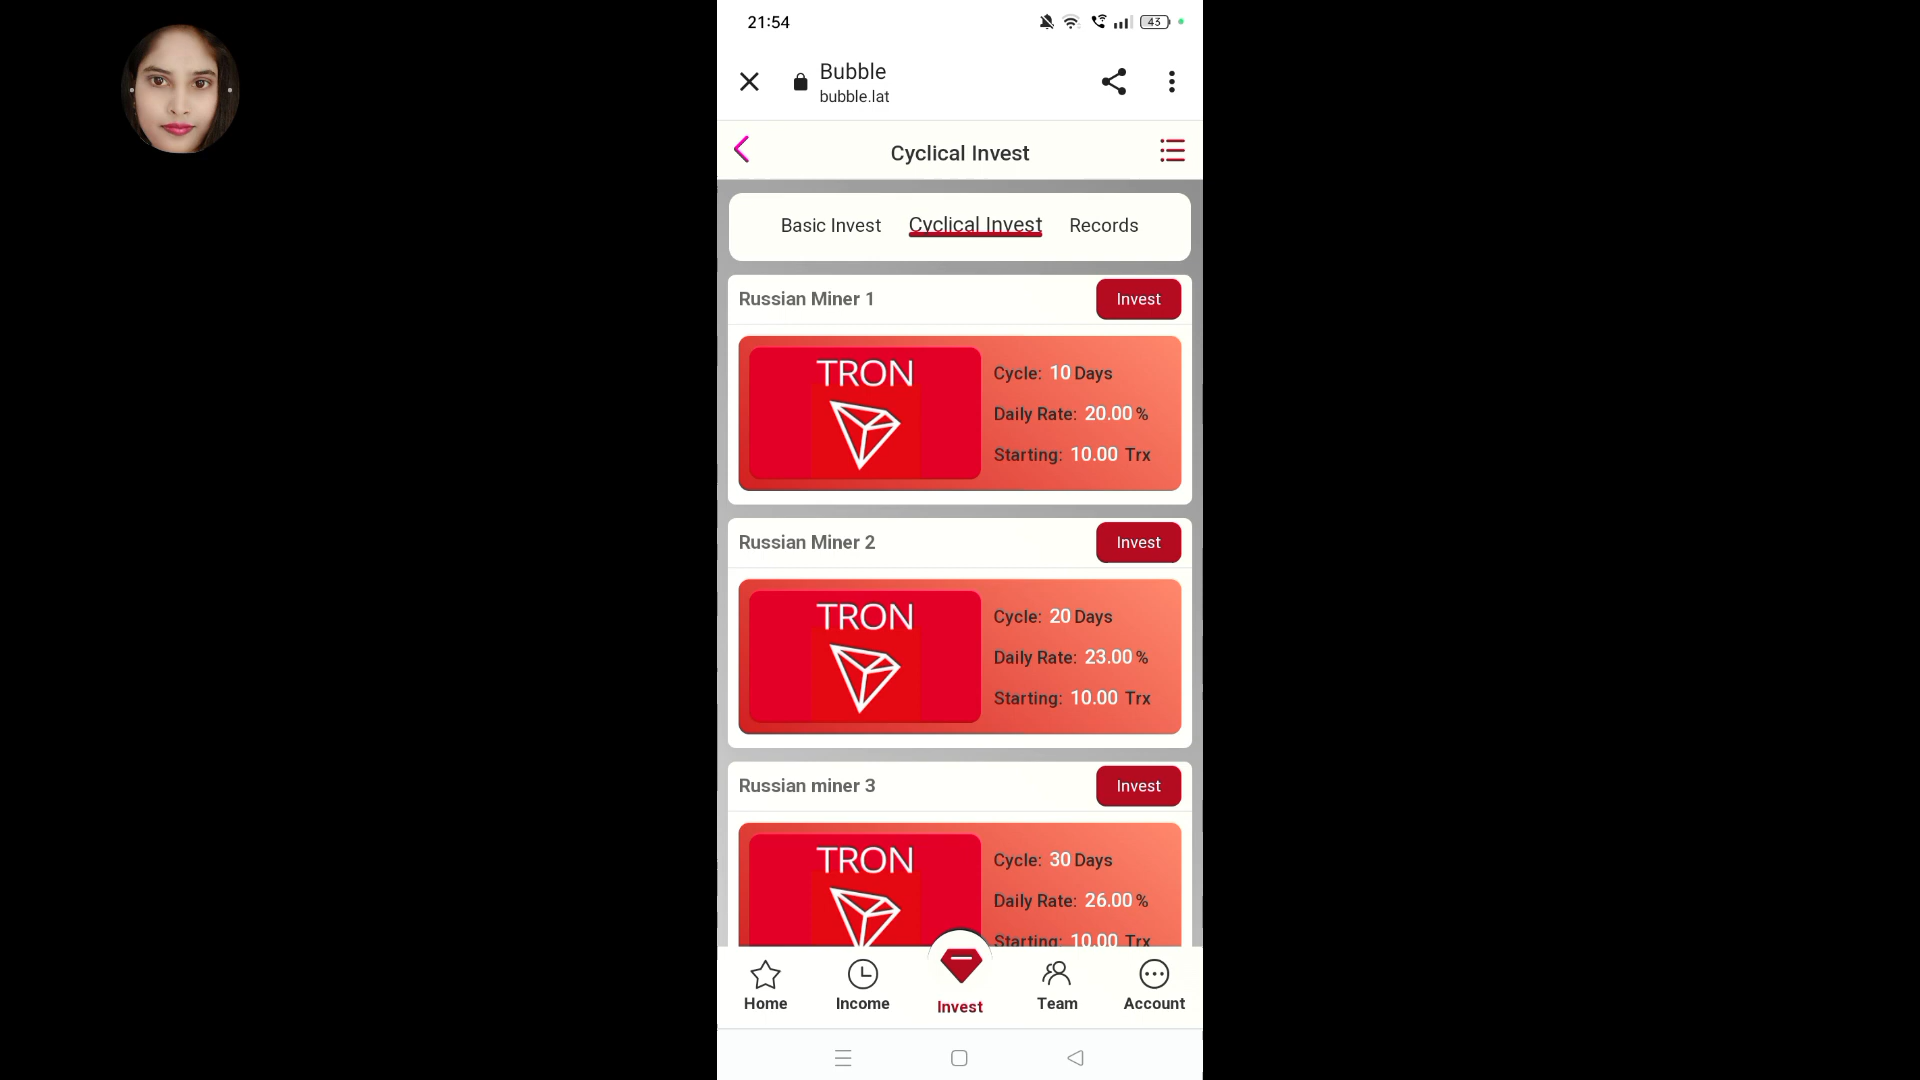 21:54
43
Bubble
bubble.lat
Cyclical Invest
Basic Invest Cyclical Invest Records
Russian Miner 1 Invest
TRON
Cycle: 10 Days
Daily Rate: 20.00 %
Starting: 10.00 Trx
Russian Miner 2 Invest
TRON
Cycle: 20 Days
Daily Rate: 23.00 %
Starting: 10.00 Trx
Russian miner 3 Invest
TRON
Cycle: 30 Days
Daily Rate: 26.00 %
Starting: 10.00 Trx
Home Income Invest Team Account